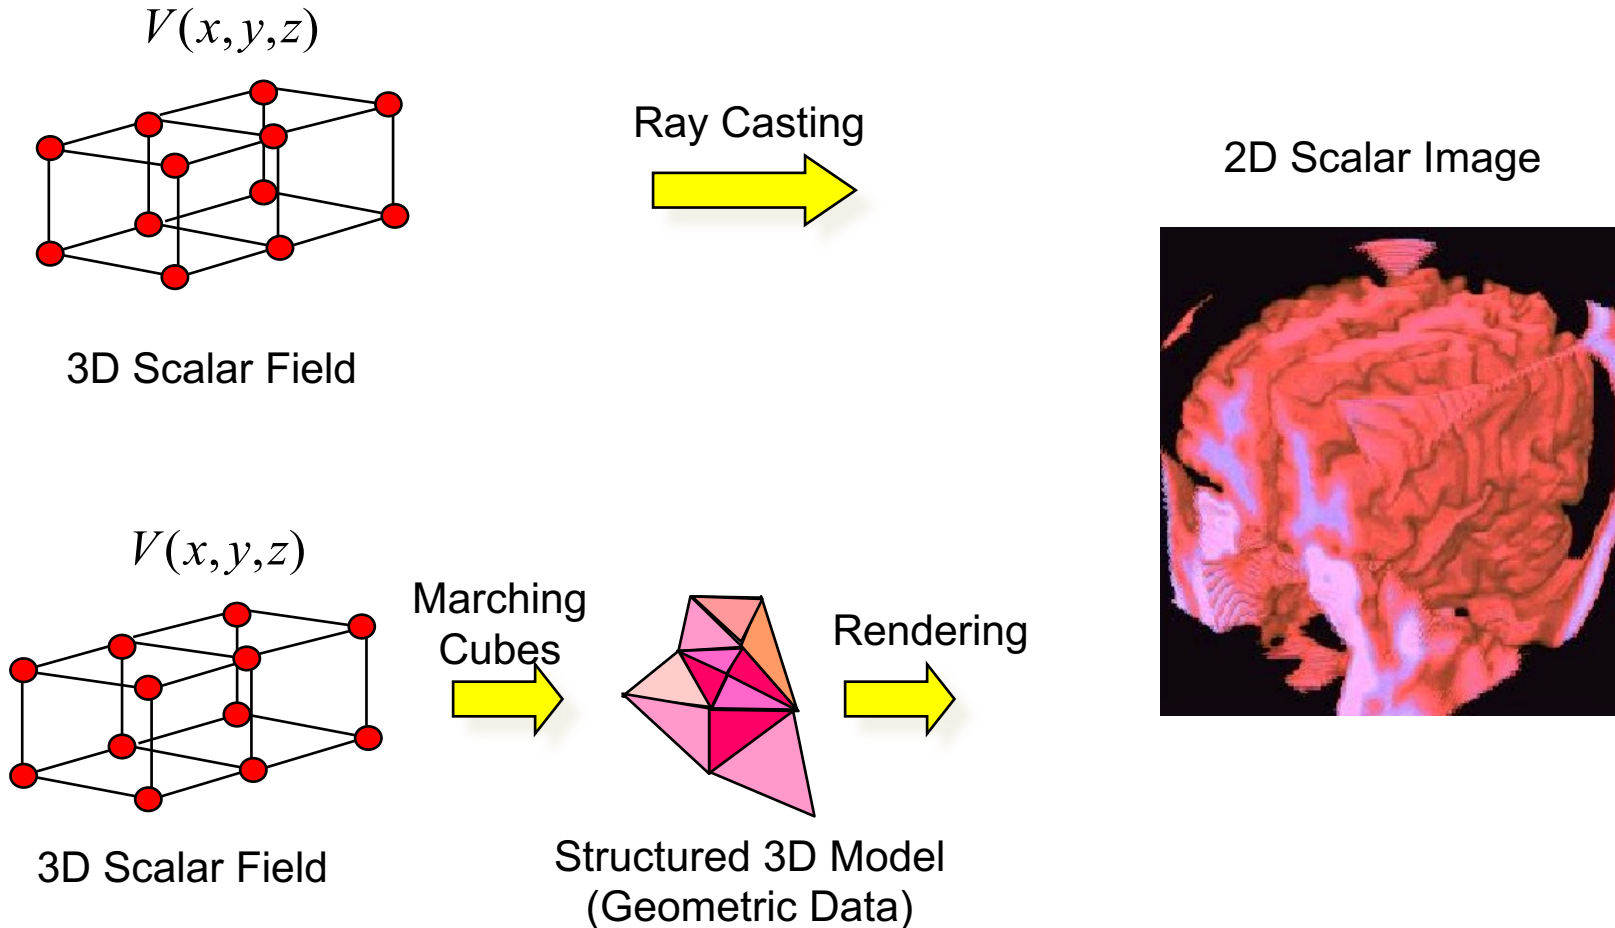 V(x,y,z)
Ray Casting
2D Scalar Image
3D Scalar Field
V(x,y,z)
Marching
Cubes
Rendering
3D Scalar Field
Structured 3D Model
(Geometric Data)